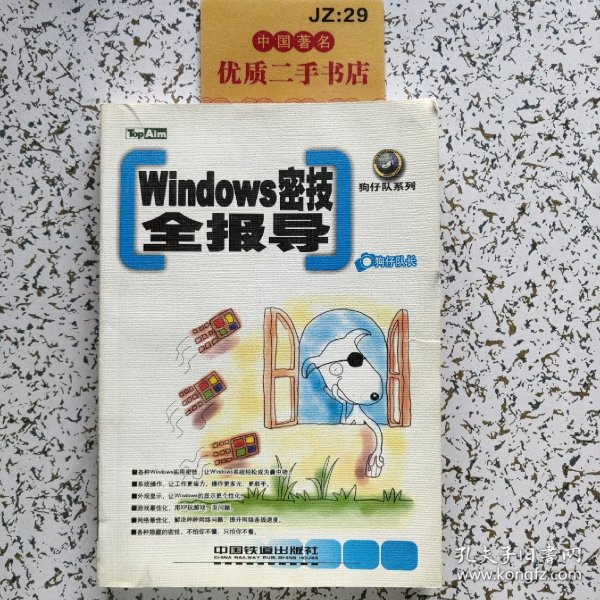 JZ:29
中国著名
优质二手书店
TopAim
Windows密技
全报导
狗仔队系列
狗仔队长
■各种Windows实用密技，让Windows系统轻松成为囊中物。
■系统操作，让工作更省力，操作更多元、更顺手。
■外观显示，让Windows的显示更个性化。
■游戏最佳化，用XP玩游戏，没问题。
■网络最佳化，解决种种网络问题，提升网络连线速度。
■各种隐藏的密技，不怕你不懂，只怕你不看。
中国铁道出版社
CHINA RAILWAY PUBLISHING HOUSE
孔夫子旧书网
www.kongfz.com